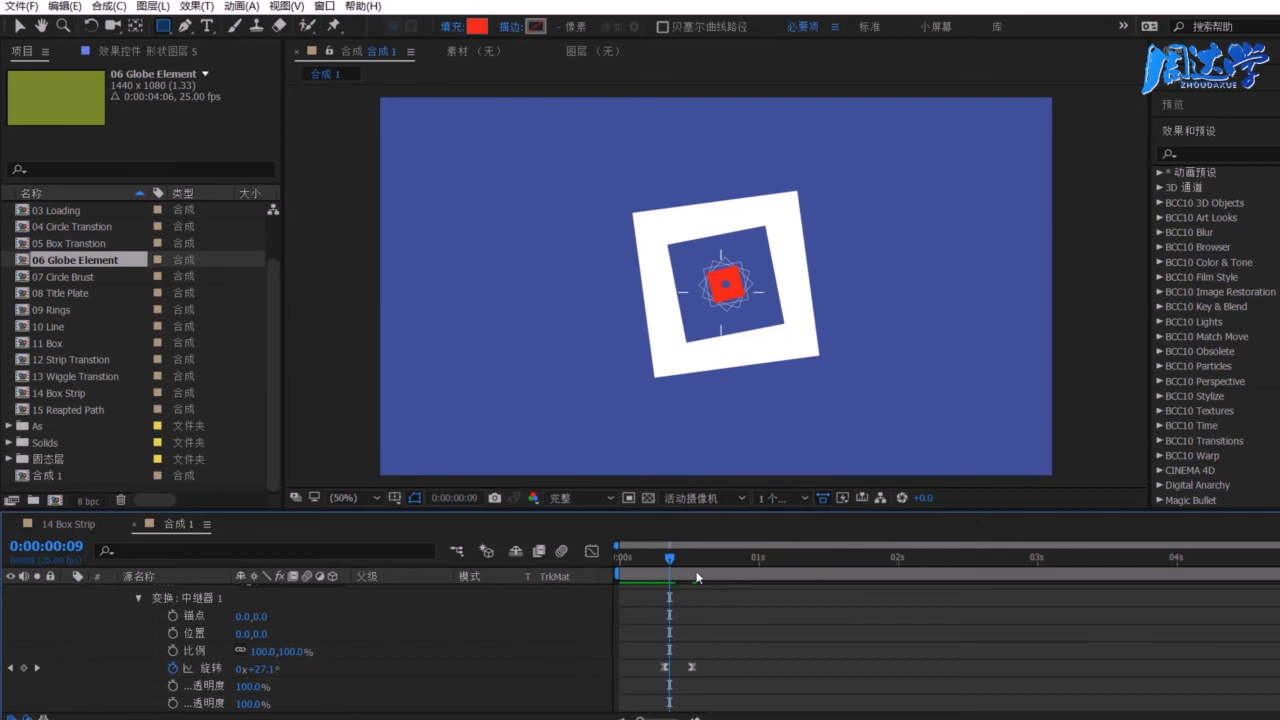 文件(F) 编辑(E) 合成(C) 图层(L) 效果(T) 动画(A) 视图(V) 窗口 帮助(H)
填充: 描边: - 像素 添加: 贝塞尔曲线路径 必要项 标准 小屏幕 库 搜索帮助
项目 效果控件 形状图层 5 合成 合成 1 素材（无） 图层（无）
周达学
ZHOUDAXUE
06 Globe Element
1440 x 1080 (1.33)
△ 0:00:04:06, 25.00 fps
合成 1
预览
效果和预设
名称 类型 大小
03 Loading 合成
04 Circle Transtion 合成
05 Box Transtion 合成
06 Globe Element 合成
07 Circle Brust 合成
08 Title Plate 合成
09 Rings 合成
10 Line 合成
11 Box 合成
12 Strip Transtion 合成
13 Wiggle Transtion 合成
14 Box Strip 合成
15 Reapted Path 合成
As 文件夹
Solids 文件夹
固态层 文件夹
合成 1 合成
* 动画预设
3D 通道
BCC10 3D Objects
BCC10 Art Looks
BCC10 Blur
BCC10 Browser
BCC10 Color & Tone
BCC10 Film Style
BCC10 Image Restoration
BCC10 Key & Blend
BCC10 Lights
BCC10 Match Move
BCC10 Obsolete
BCC10 Particles
BCC10 Perspective
BCC10 Stylize
BCC10 Textures
BCC10 Time
BCC10 Transitions
BCC10 Warp
CINEMA 4D
Digital Anarchy
Magic Bullet
8 bpc (50%) 0:00:00:09 完整 活动摄像机 1 个... +0.0
14 Box Strip × 合成 1
0:00:00:09
00009 (25.00 fps)
:00s 01s 02s 03s 04s
# 源名称 父级 模式 T TrkMat
变换: 中继器 1
锚点 0.0,0.0
位置 0.0,0.0
比例 100.0,100.0%
旋转 0x+27.1°
...透明度 100.0%
...透明度 100.0%